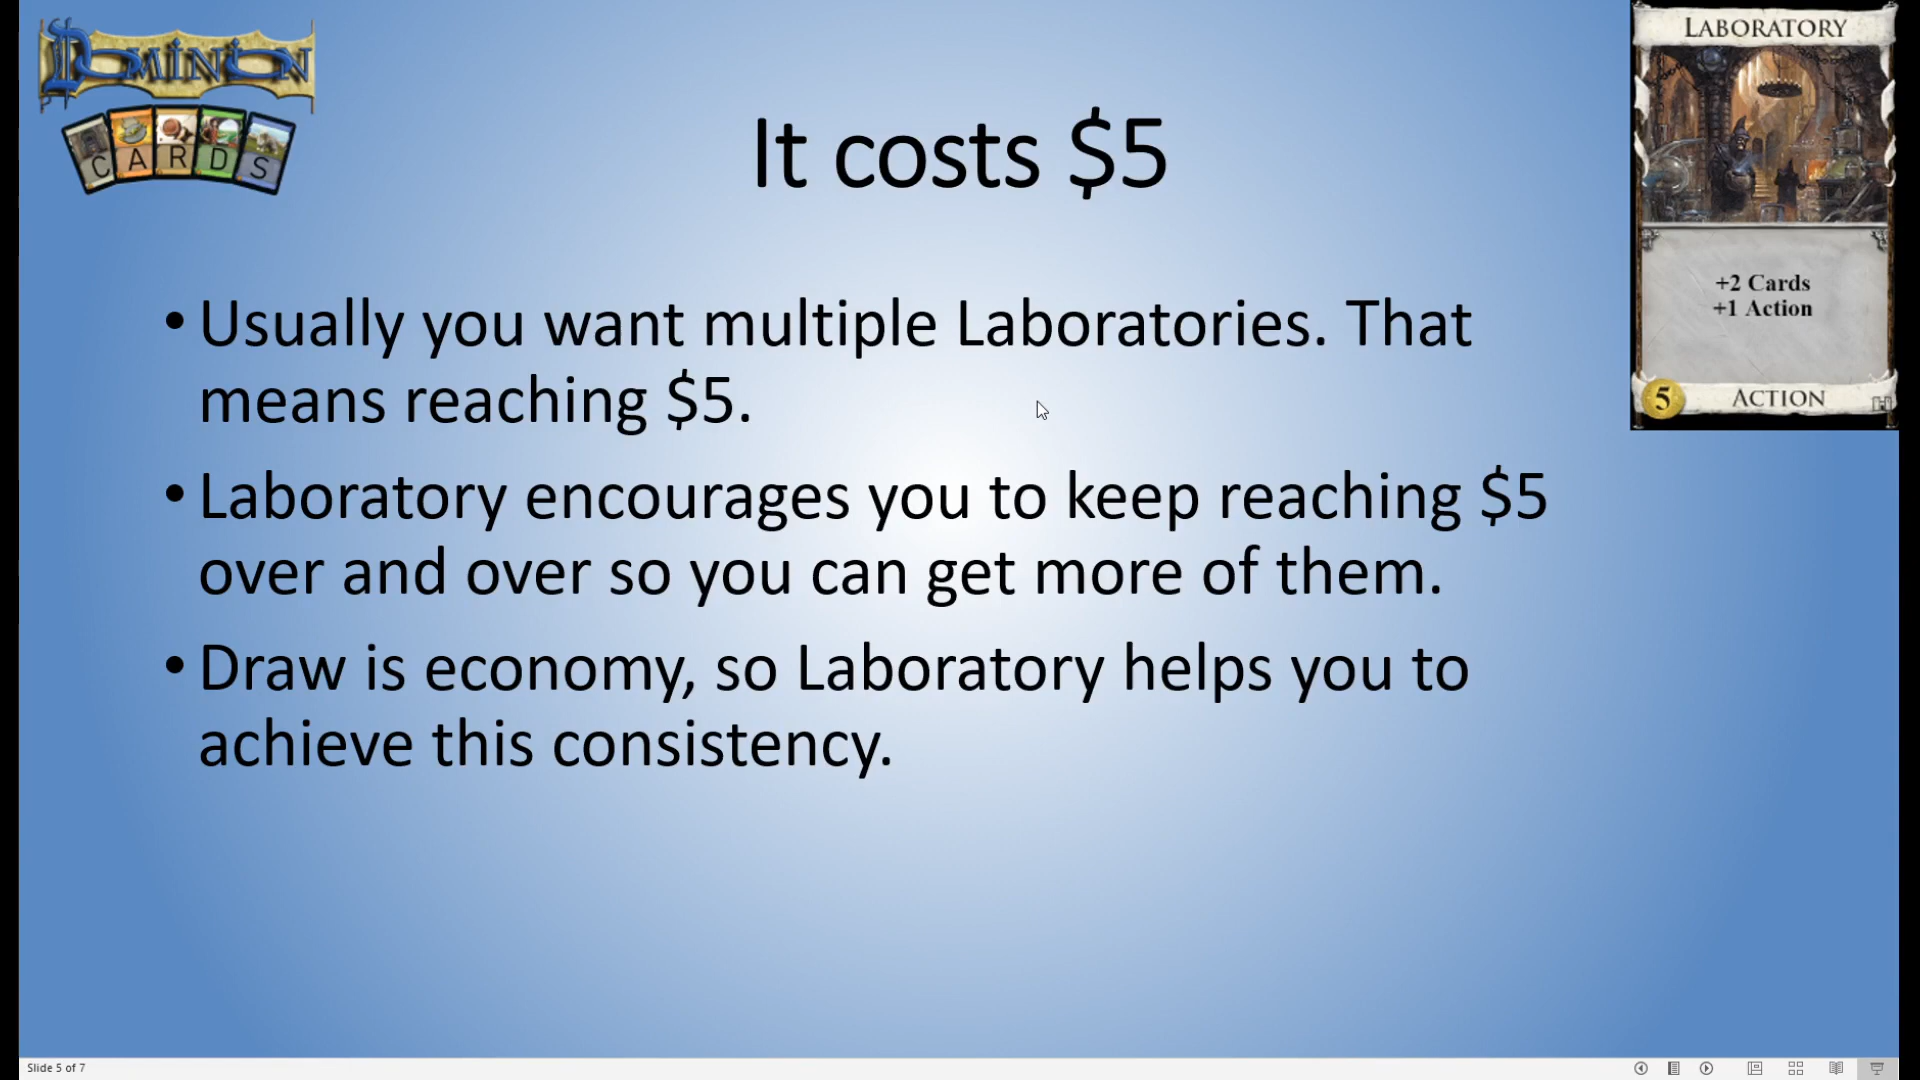 DOMINION
CARDS
LABORATORY
It costs $5
+2 Cards
+1 Action
5
ACTION
• Usually you want multiple Laboratories. That
means reaching $5.
• Laboratory encourages you to keep reaching $5
over and over so you can get more of them.
• Draw is economy, so Laboratory helps you to
achieve this consistency.
Slide 5 of 7